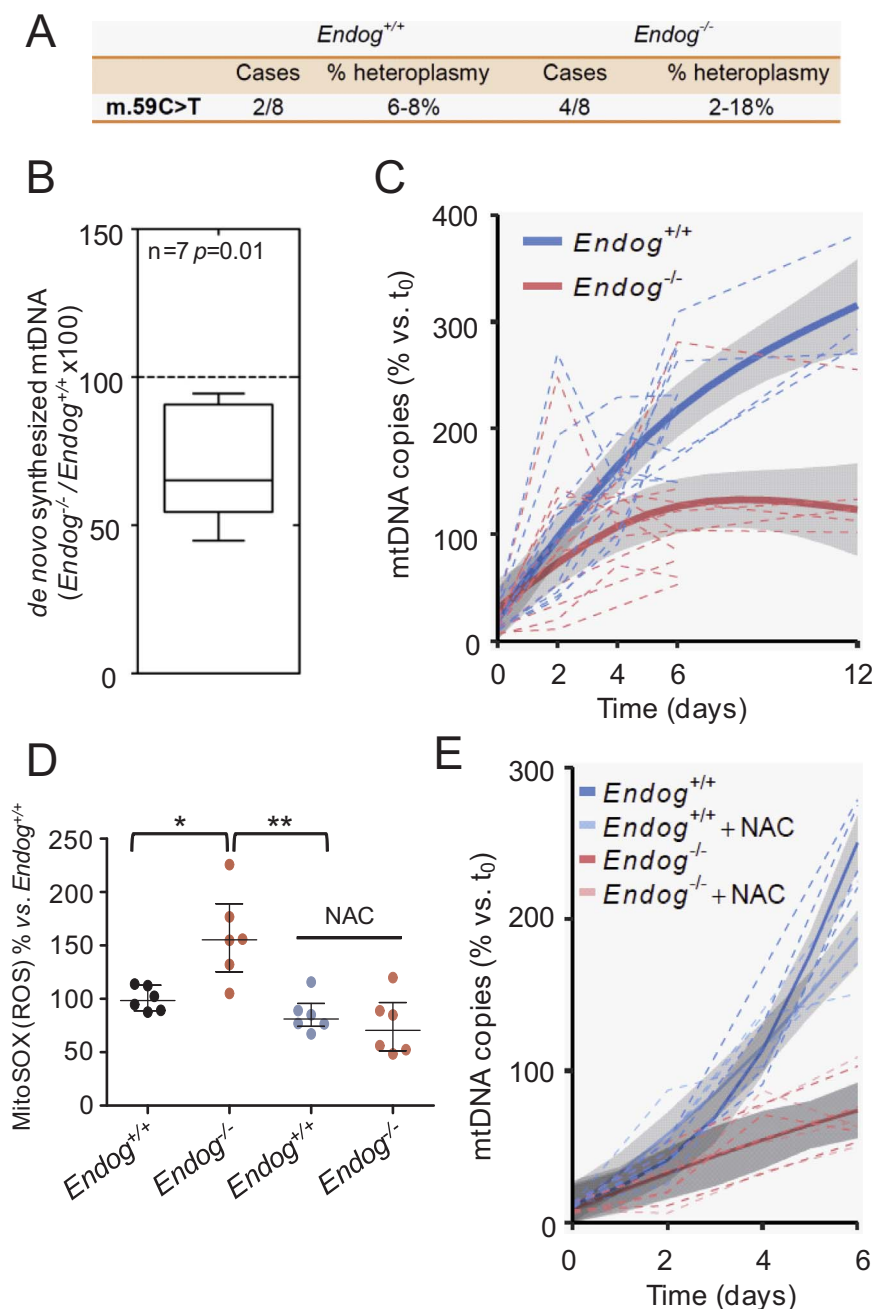 A
Endog+/+ Endog-/-
Cases % heteroplasmy Cases % heteroplasmy
m.59C>T 2/8 6-8% 4/8 2-18%
B
150
100
50
0
n=7 p=0.01
de novo synthesized mtDNA
(Endog-/-/Endog+/+ x100)
C
400
300
200
100
0
mtDNA copies (% vs. t0)
Endog+/+
Endog-/-
0 2 4 6 12
Time (days)
D
MitoSOX (ROS) % vs. Endog+/+
250
200
150
100
50
0
* **
NAC
Endog+/+ Endog-/- Endog+/+ Endog-/-
E
300
200
100
0
mtDNA copies (% vs. t0)
Endog+/+
Endog+/+ + NAC
Endog-/-
Endog-/- + NAC
0 2 4 6
Time (days)